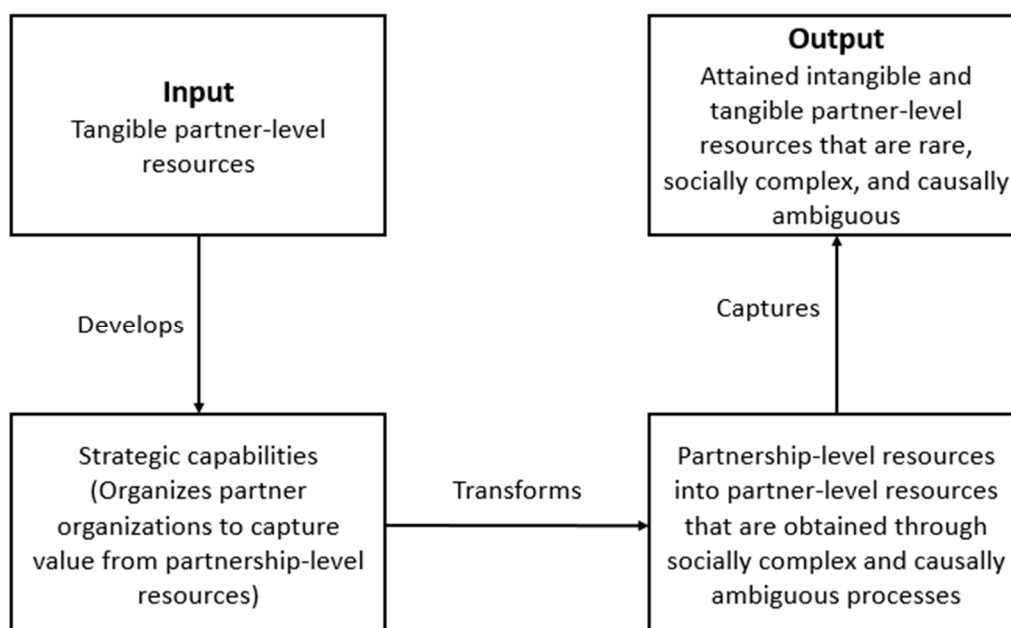 Input
Tangible partner-level
resources
Develops
Strategic capabilities
(Organizes partner
organizations to capture
value from partnership-level
resources)
Transforms
Partnership-level resources
into partner-level resources
that are obtained through
socially complex and causally
ambiguous processes
Captures
Output
Attained intangible and
tangible partner-level
resources that are rare,
socially complex, and causally
ambiguous